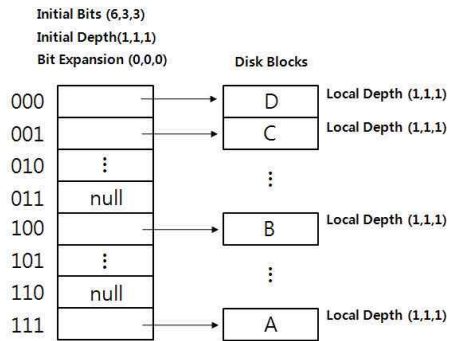 Initial Bits (6,3,3)
Initial Depth(1,1,1)
Bit Expansion (0,0,0)
Disk Blocks
000 D Local Depth (1,1,1)
001 C Local Depth (1,1,1)
010 ⋮ ⋮
011 null
100 B Local Depth (1,1,1)
101 ⋮ ⋮
110 null
111 A Local Depth (1,1,1)